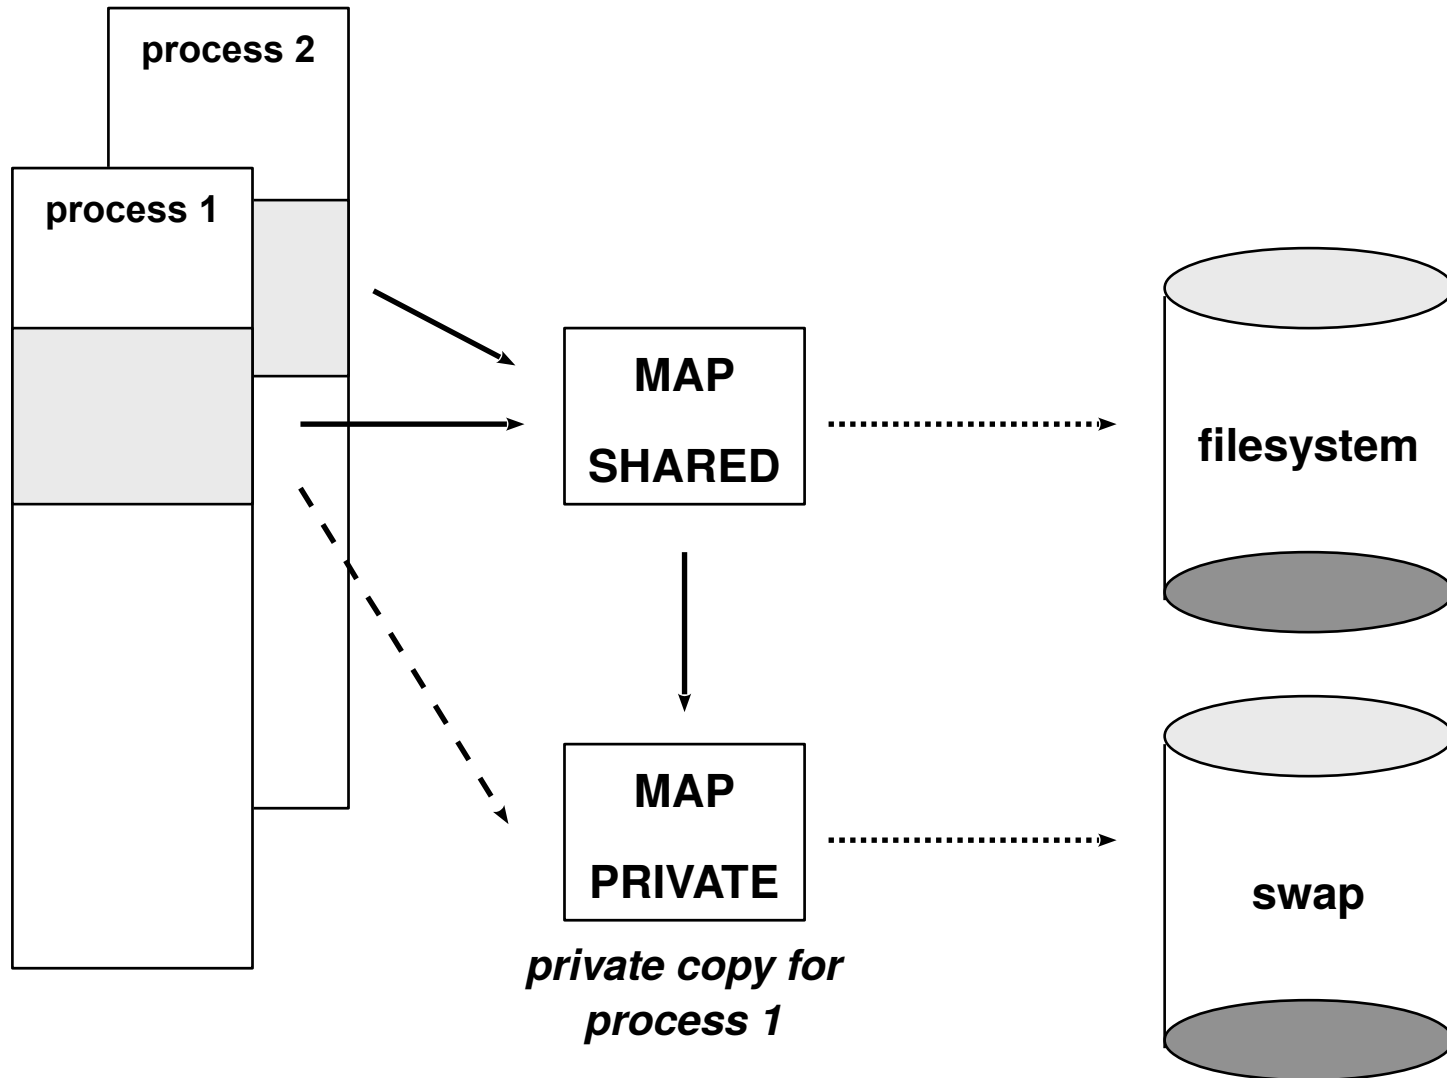 process 2
process 1
MAP
SHARED
filesystem
MAP
PRIVATE
swap
private copy for
process 1